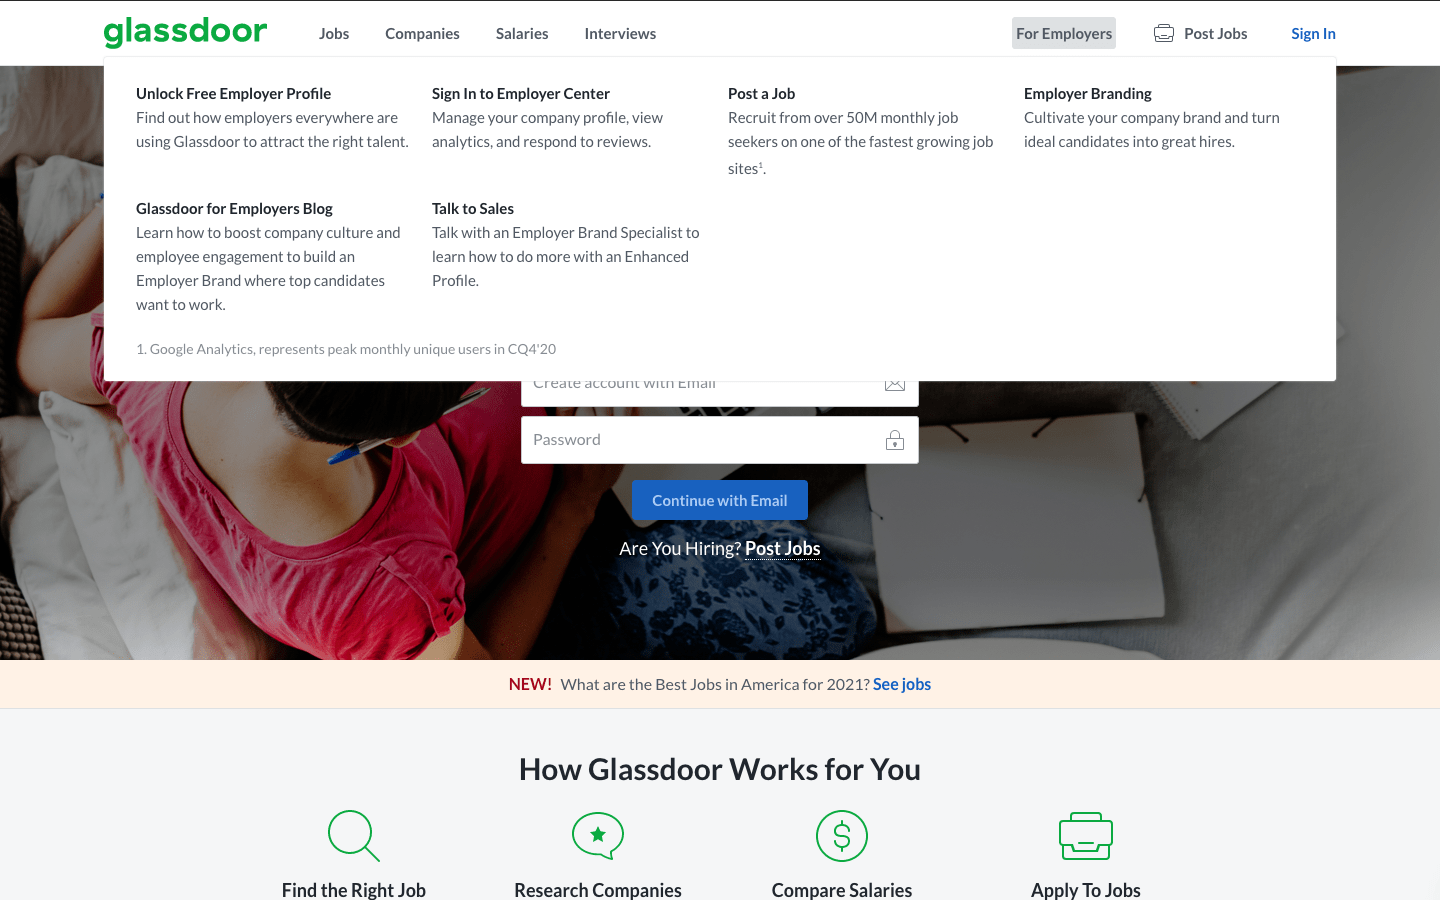 glassdoor
Jobs
Companies
Salaries
Interviews
For Employers
Post Jobs
Sign In
Unlock Free Employer Profile
Find out how employers everywhere are
using Glassdoor to attract the right talent.
Sign In to Employer Center
Manage your company profile, view
analytics, and respond to reviews.
Post a Job
Recruit from over 50M monthly job
seekers on one of the fastest growing job
sites¹.
Employer Branding
Cultivate your company brand and turn
ideal candidates into great hires.
Glassdoor for Employers Blog
Learn how to boost company culture and
employee engagement to build an
Employer Brand where top candidates
want to work.
Talk to Sales
Talk with an Employer Brand Specialist to
learn how to do more with an Enhanced
Profile.
1. Google Analytics, represents peak monthly unique users in CQ4'20
Create account with Email
Password
Continue with Email
Are You Hiring? Post Jobs
NEW! What are the Best Jobs in America for 2021? See jobs
How Glassdoor Works for You
Find the Right Job
Research Companies
Compare Salaries
Apply To Jobs